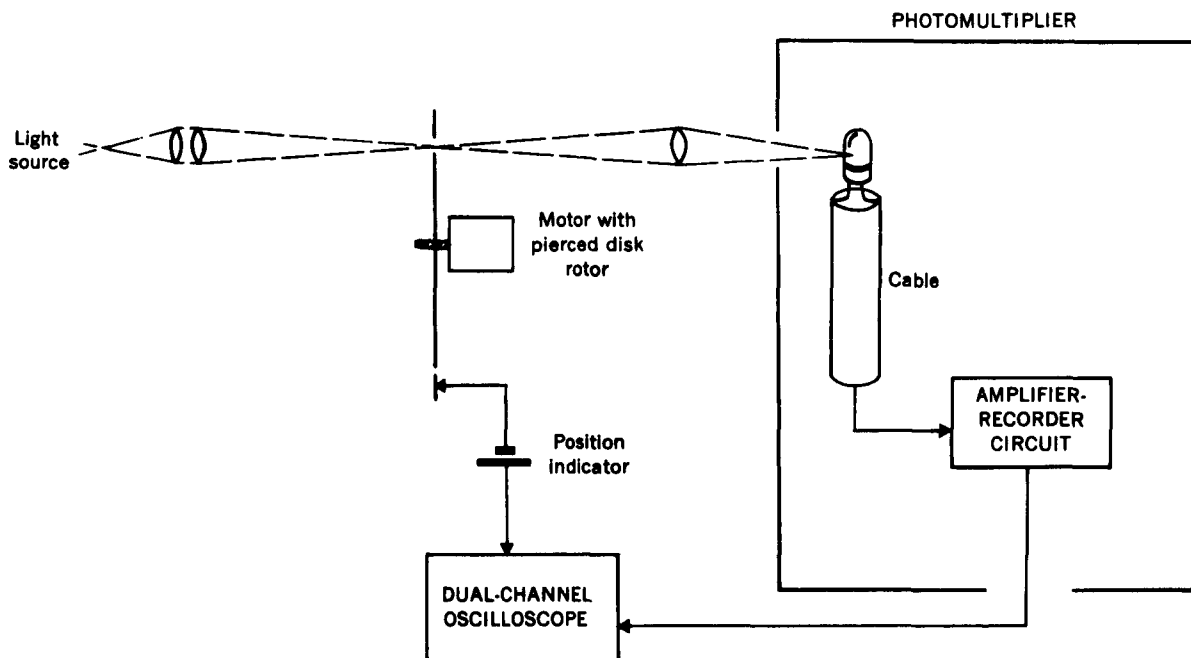 PHOTOMULTIPLIER
Light
source
Motor with
pierced disk
rotor
Cable
AMPLIFIER-
RECORDER
CIRCUIT
Position
indicator
DUAL-CHANNEL
OSCILLOSCOPE